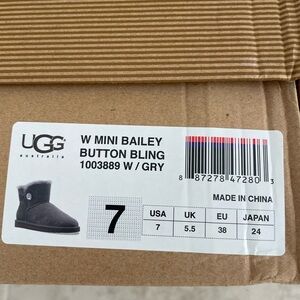 UGG
australia
W MINI BAILEY
BUTTON BLING
1003889 W / GRY
8 87278 47280 3
MADE IN CHINA
7
USA UK EU JAPAN
7 5.5 38 24